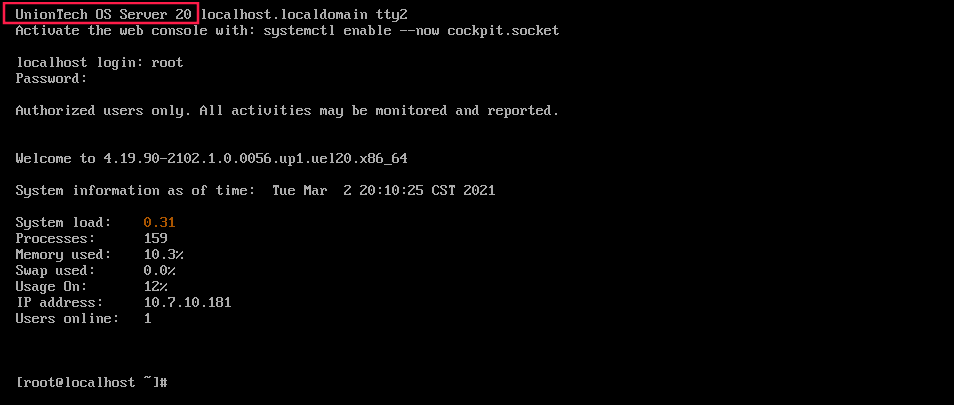 UnionTech OS Server 20 localhost.localdomain tty2
Activate the web console with: systemctl enable --now cockpit.socket
localhost login: root
Password:
Authorized users only. All activities may be monitored and reported.
Welcome to 4.19.90-2102.1.0.0056.up1.uel20.x86_64
System information as of time:  Tue Mar  2 20:10:25 CST 2021
System load:    0.31
Processes:      159
Memory used:    10.3%
Swap used:      0.0%
Usage On:       12%
IP address:     10.7.10.181
Users online:   1
[root@localhost ~]#